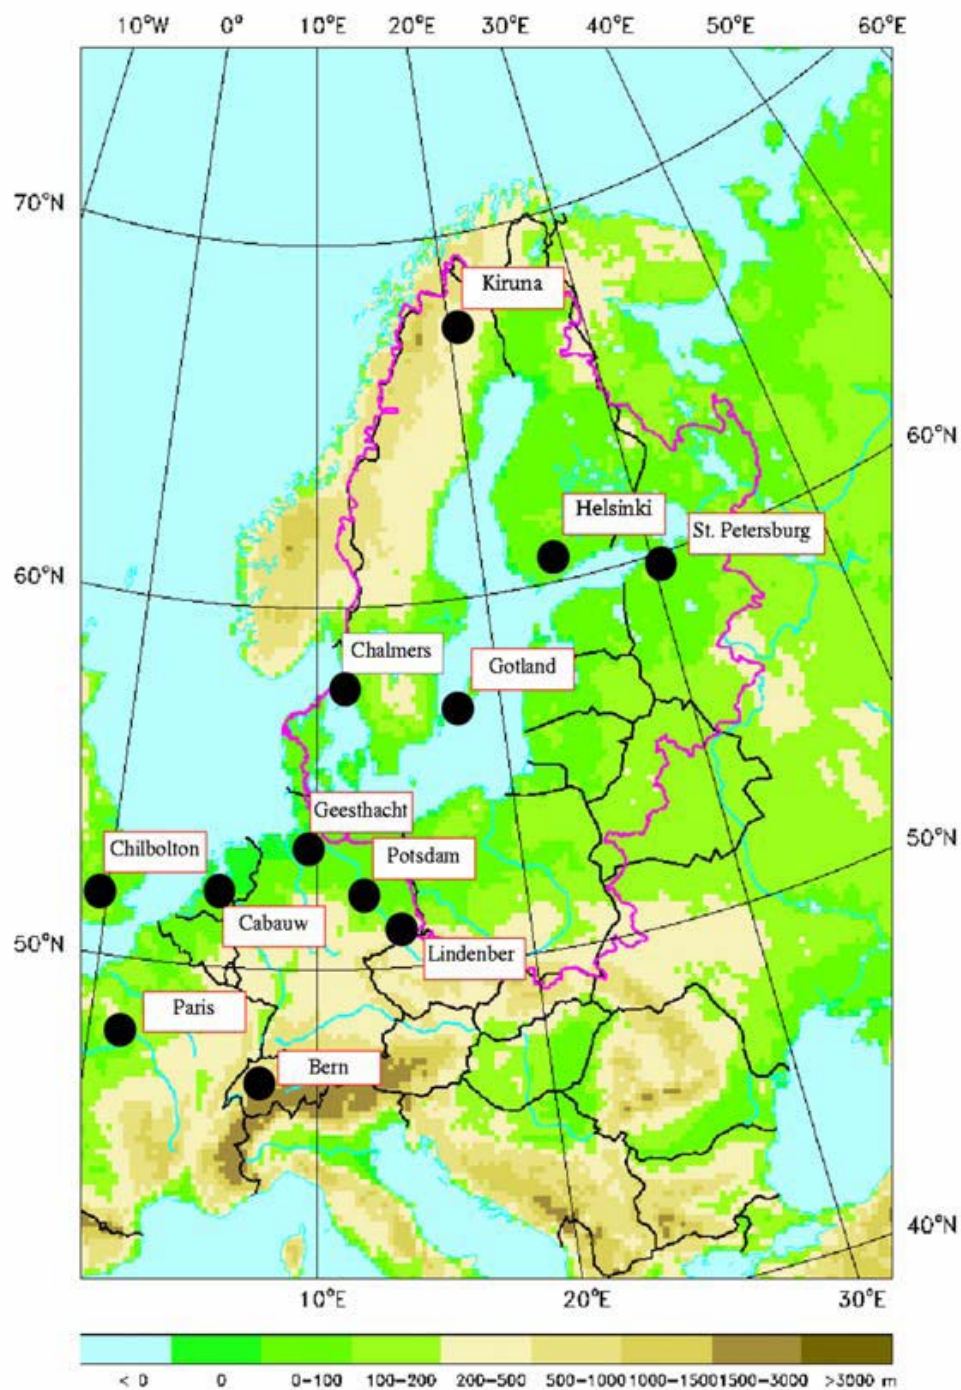 10°W 0° 10°E 20°E 30°E 40°E 50°E 60°E
70°N
Kiruna
60°N
Helsinki
St. Petersburg
60°N
Chalmers
Gotland
Geesthacht
Chilbolton
Potsdam
50°N
Cabauw
50°N
Lindenber
Paris
Bern
40°N
10°E 20°E 30°E
< 0 0 0-100 100-200 200-500 500-1000 1000-1500 1500-3000 >3000 m